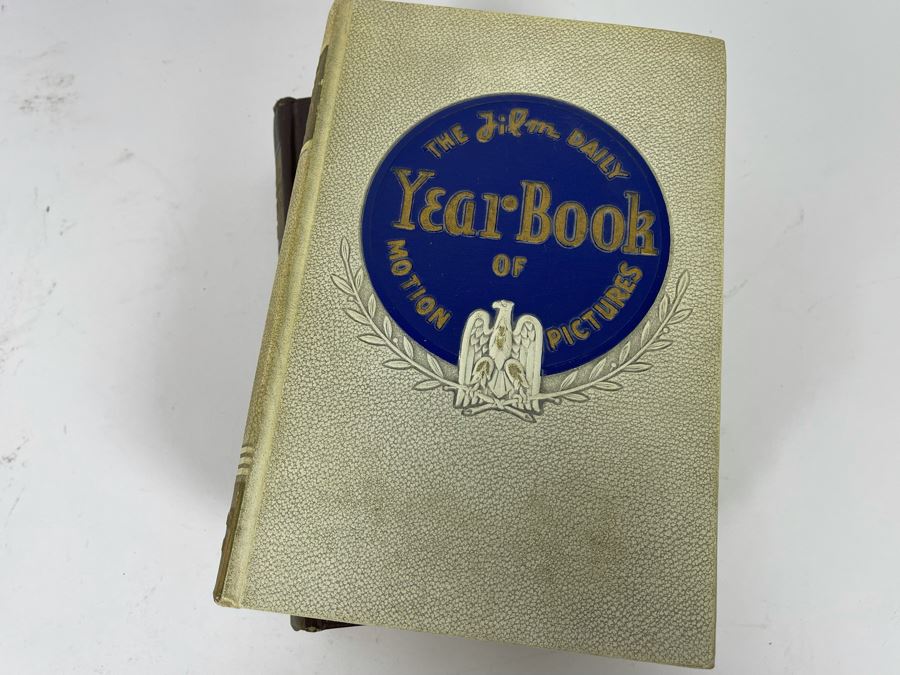 THE Film DAILY
Year Book
OF
MOTION PICTURES